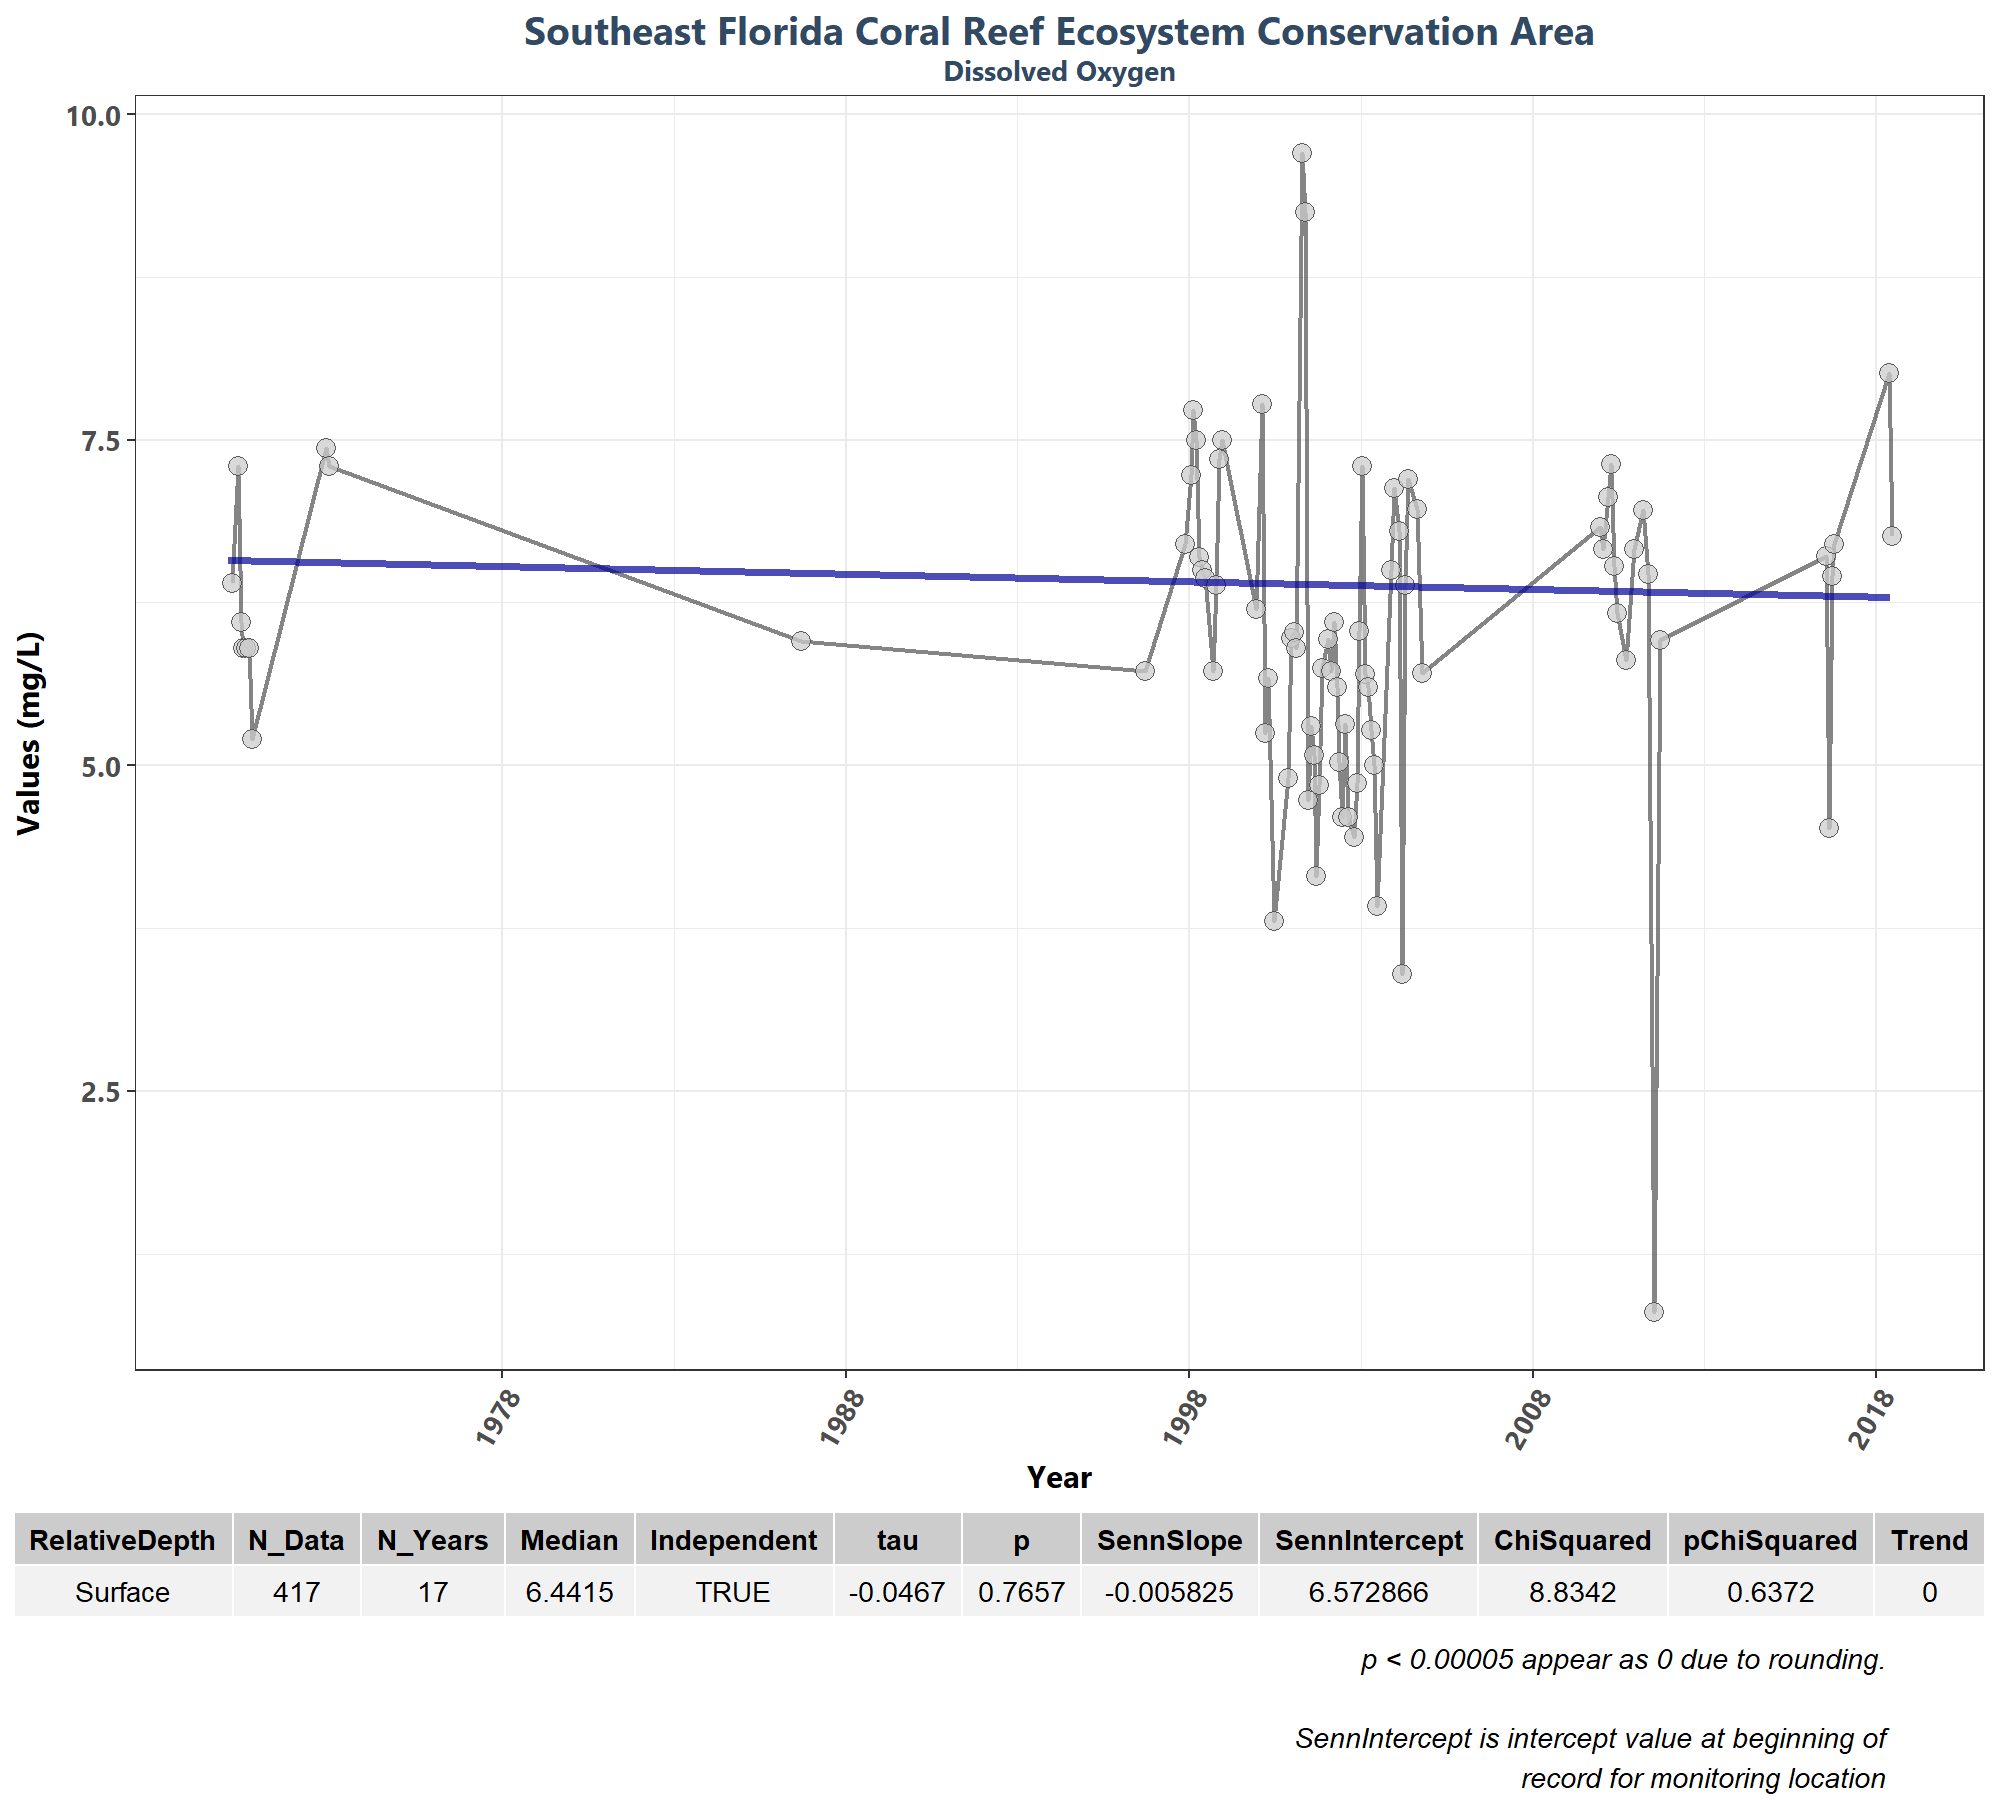 Southeast Florida Coral Reef Ecosystem Conservation Area
Dissolved Oxygen
10.0
7.5
5.0
2.5
Values (mg/L)
1978
1988
1998
2008
2018
Year
RelativeDepth N_Data N_Years Median Independent tau p SennSlope SennIntercept ChiSquared pChiSquared Trend
Surface 417 17 6.4415 TRUE -0.0467 0.7657 -0.005825 6.572866 8.8342 0.6372 0
p < 0.00005 appear as 0 due to rounding.
SennIntercept is intercept value at beginning of
record for monitoring location